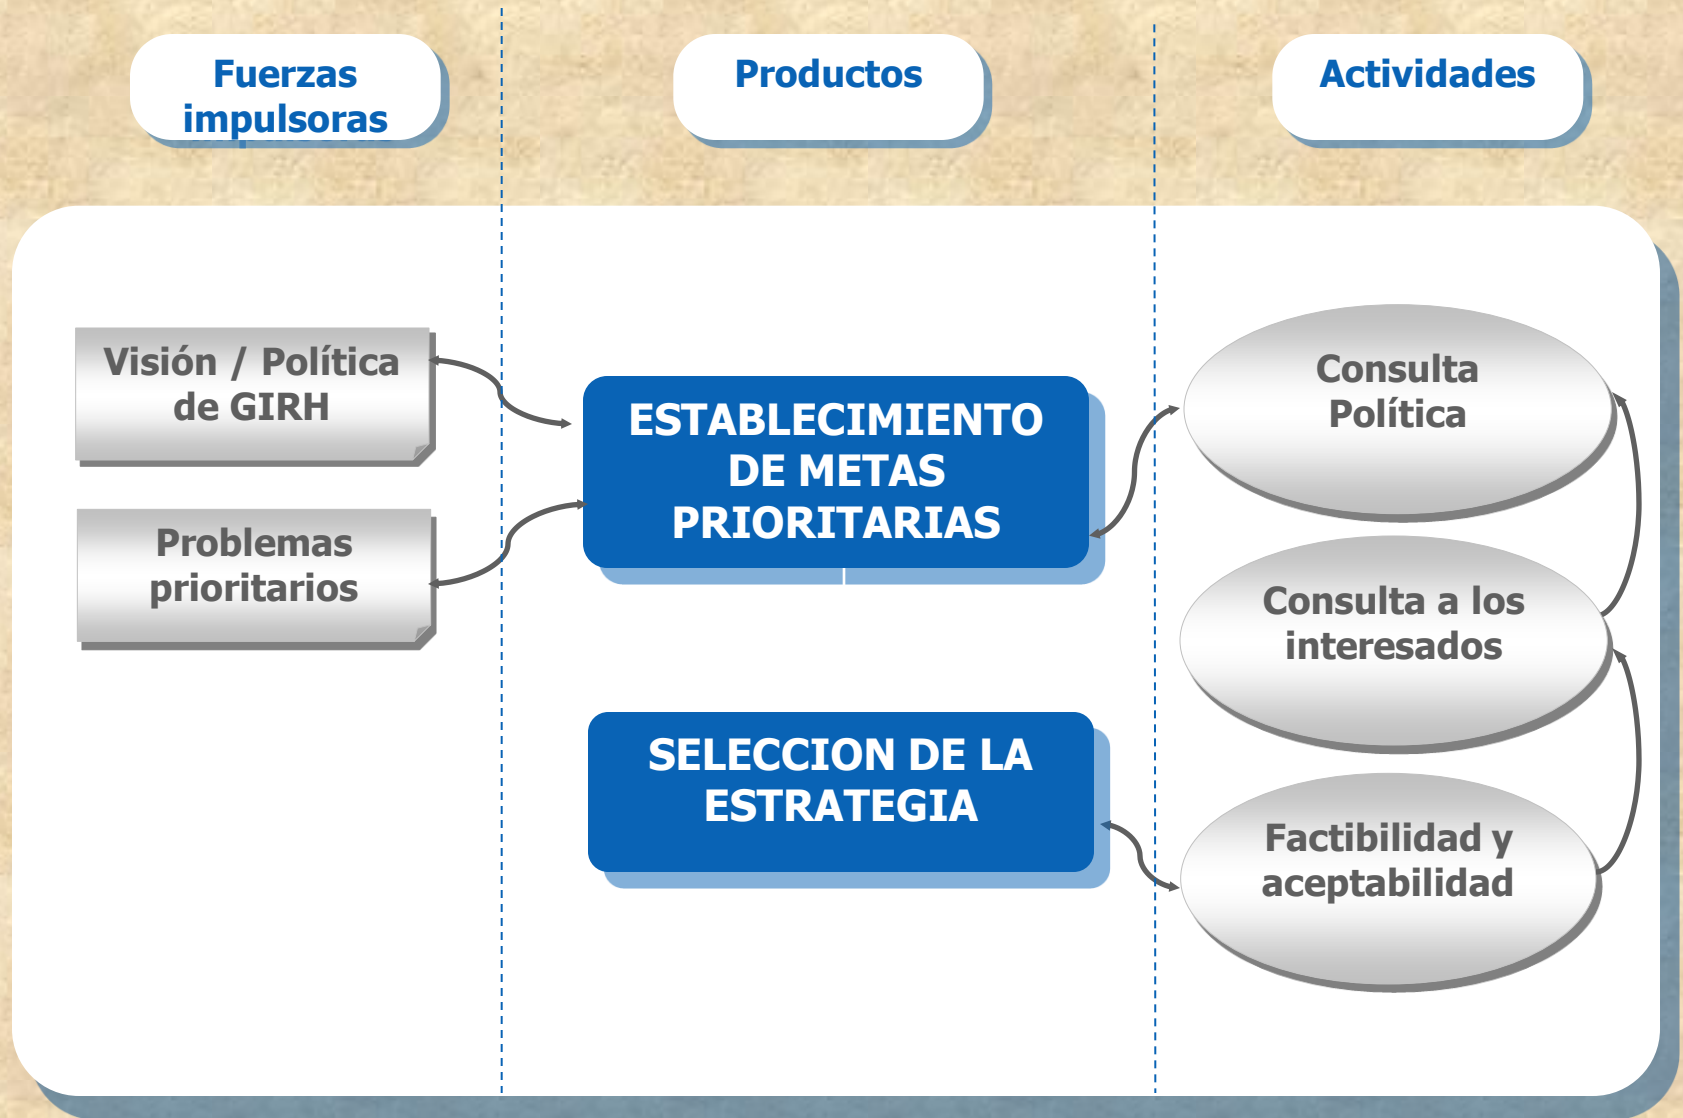 Fuerzas
impulsoras
Productos
Actividades
Visión / Política
de GIRH
Problemas
prioritarios
ESTABLECIMIENTO
DE METAS
PRIORITARIAS
SELECCION DE LA
ESTRATEGIA
Consulta
Política
Consulta a los
interesados
Factibilidad y
aceptabilidad